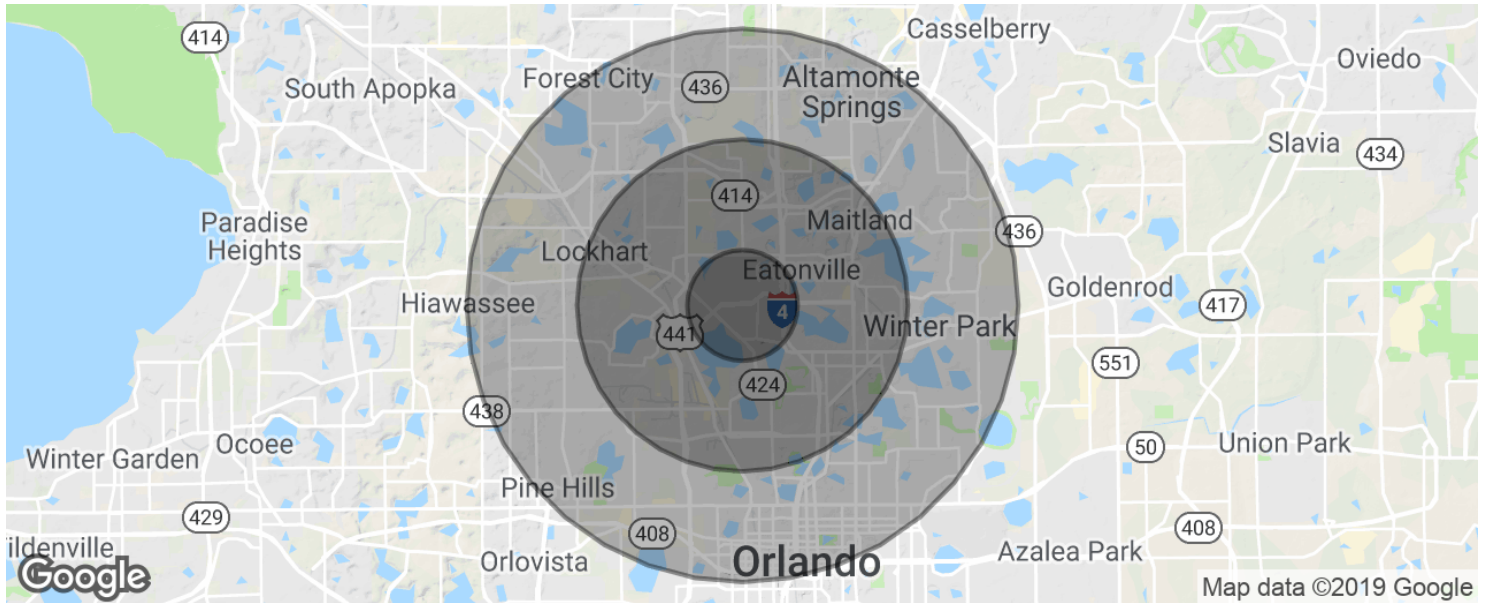 Casselberry
414
Oviedo
Forest City
Altamonte
Springs
South Apopka
436
Slavia
434
414
Paradise
Heights
Maitland
436
Lockhart
Eatonville
Goldenrod
Hiawassee
417
4
Winter Park
441
551
424
438
Ocoee
Union Park
50
Winter Garden
Pine Hills
429
408
408
ildenville
Orlovista
Orlando
Azalea Park
Google
Map data ©2019 Google